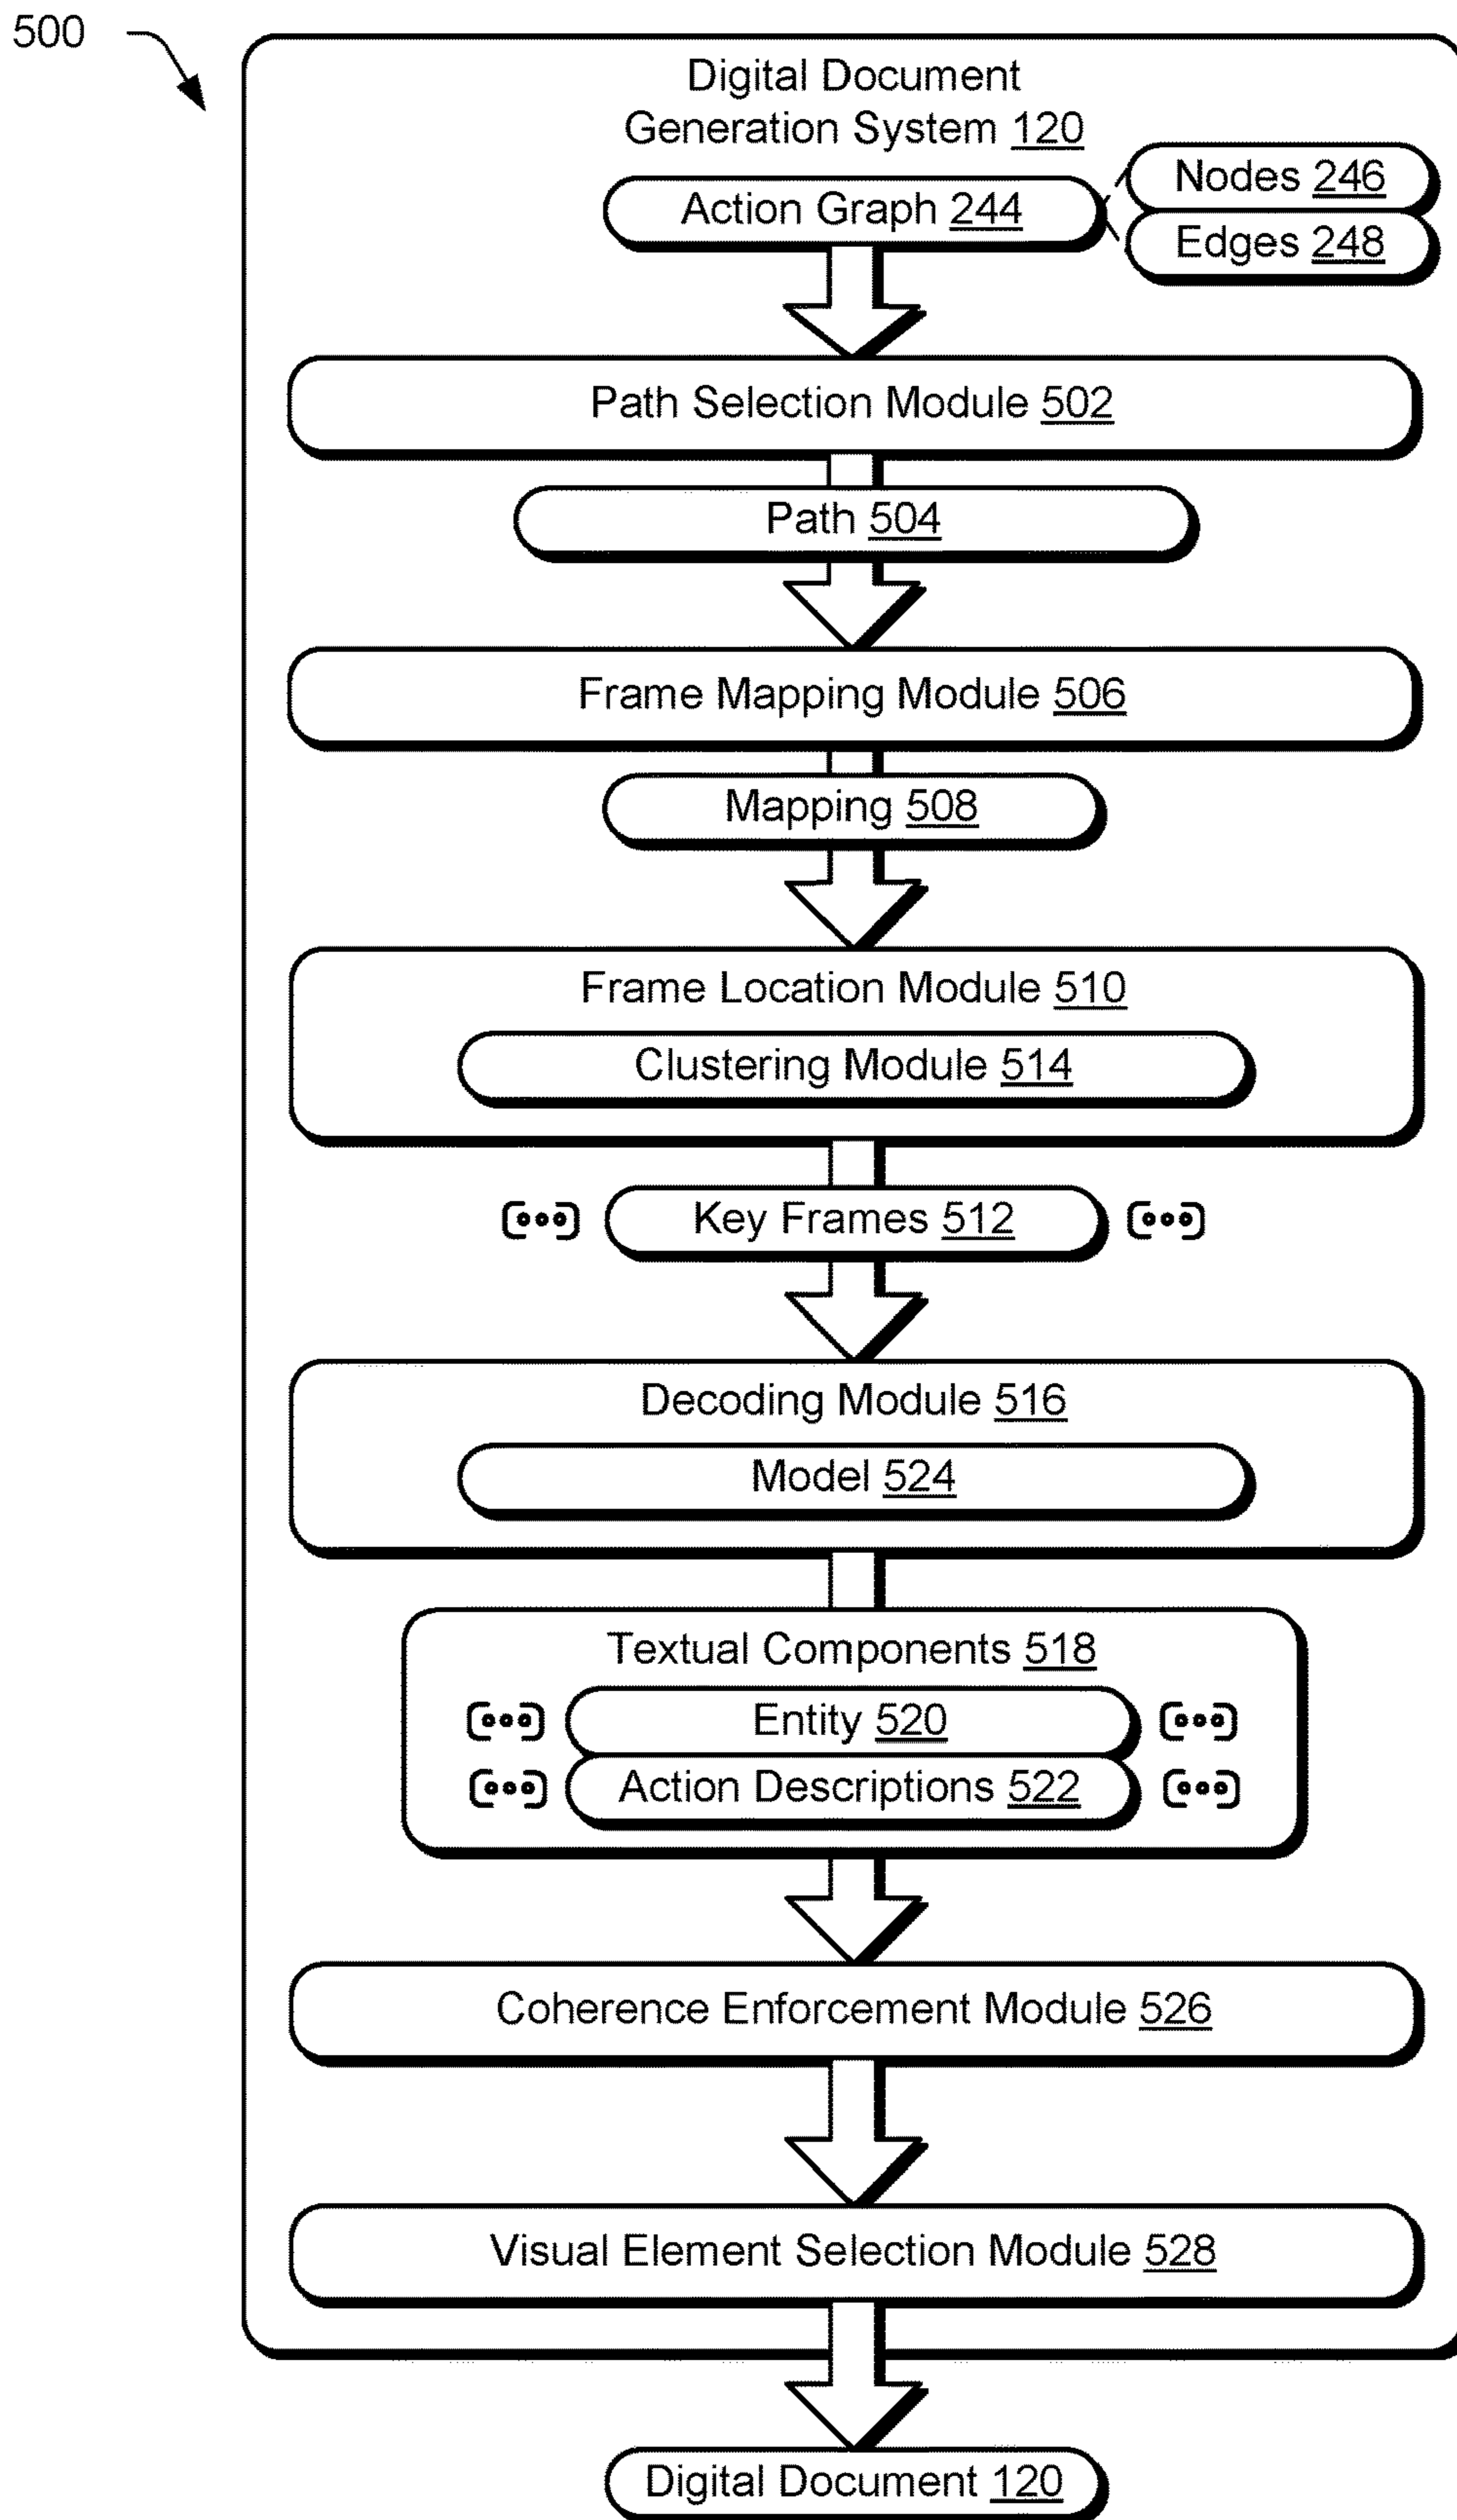 500
Digital Document
Generation System 120
Nodes 246
Action Graph 244
Edges 248
Path Selection Module 502
Path 504
Frame Mapping Module 506
Mapping 508
Frame Location Module 510
Clustering Module 514
Key Frames 512
Decoding Module 516
Model 524
Textual Components 518
Entity 520
Action Descriptions 522
Coherence Enforcement Module 526
Visual Element Selection Module 528
Digital Document 120